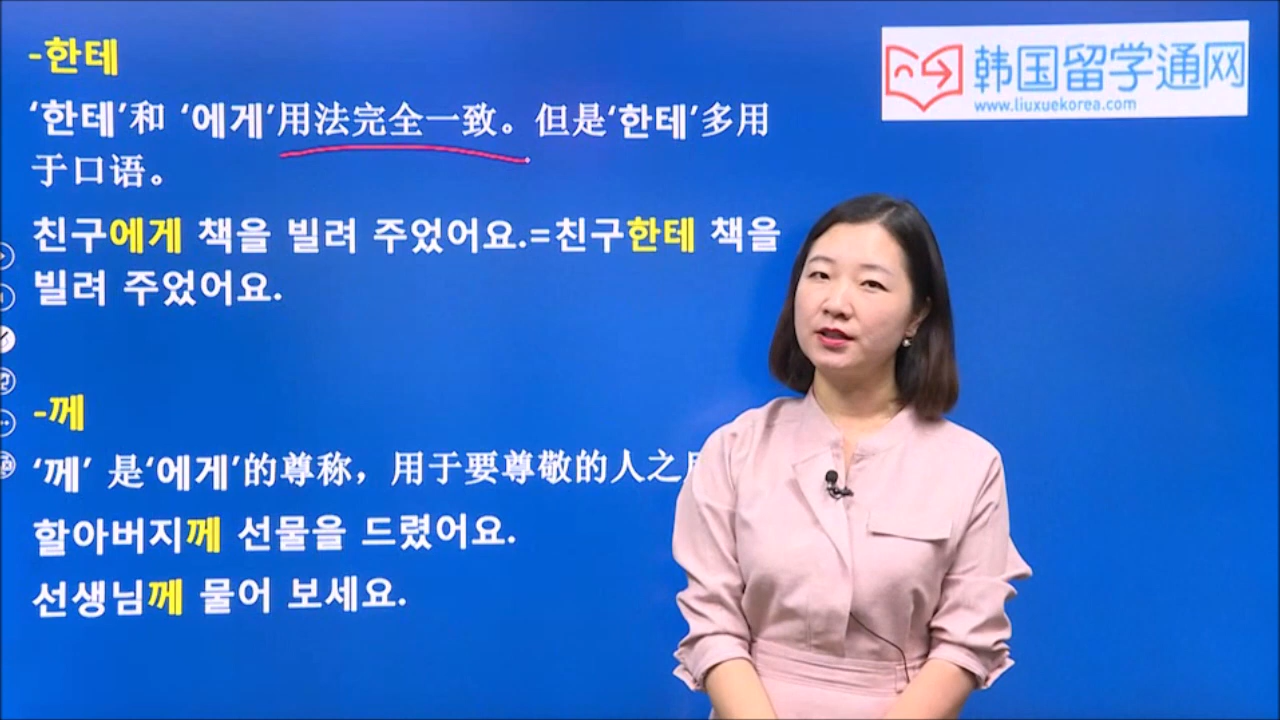 -한테
‘한테’和 ‘에게’用法完全一致。但是‘한테’多用
于口语。
친구에게 책을 빌려 주었어요.=친구한테 책을
빌려 주었어요.
-께
‘께’ 是‘에게’的尊称，用于要尊敬的人之
할아버지께 선물을 드렸어요.
선생님께 물어 보세요.
韩国留学通网
www.liuxuekorea.com